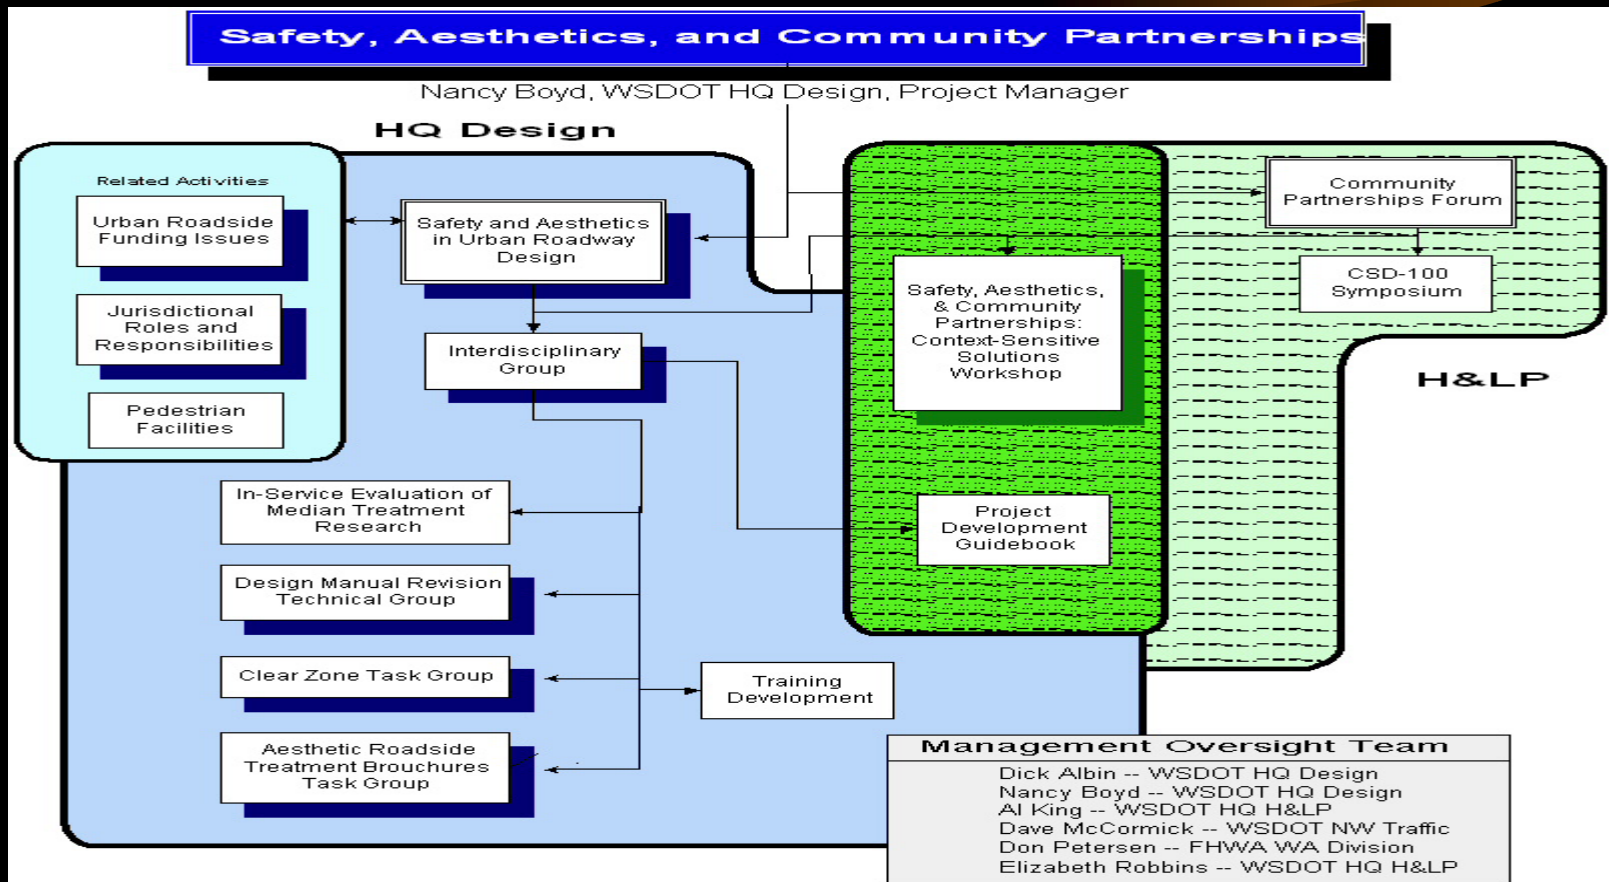 Safety, Aesthetics, and Community Partnerships
Nancy Boyd, WSDOT HQ Design, Project Manager
HQ Design
Related Activities
Urban Roadside
Funding Issues
Jurisdictional
Roles and
Responsibilities
Pedestrian
Facilities
Safety and Aesthetics
in Urban Roadway
Design
Interdisciplinary
Group
In-Service Evaluation of
Median Treatment
Research
Design Manual Revision
Technical Group
Clear Zone Task Group
Aesthetic Roadside
Treatment Brouchures
Task Group
Training
Development
Safety, Aesthetics,
& Community
Partnerships:
Context-Sensitive
Solutions
Workshop
Project
Development
Guidebook
Community
Partnerships Forum
CSD-100
Symposium
H&LP
Management Oversight Team
Dick Albin -- WSDOT HQ Design
Nancy Boyd -- WSDOT HQ Design
Al King -- WSDOT HQ H&LP
Dave McCormick -- WSDOT NW Traffic
Don Petersen -- FHWA WA Division
Elizabeth Robbins -- WSDOT HQ H&LP